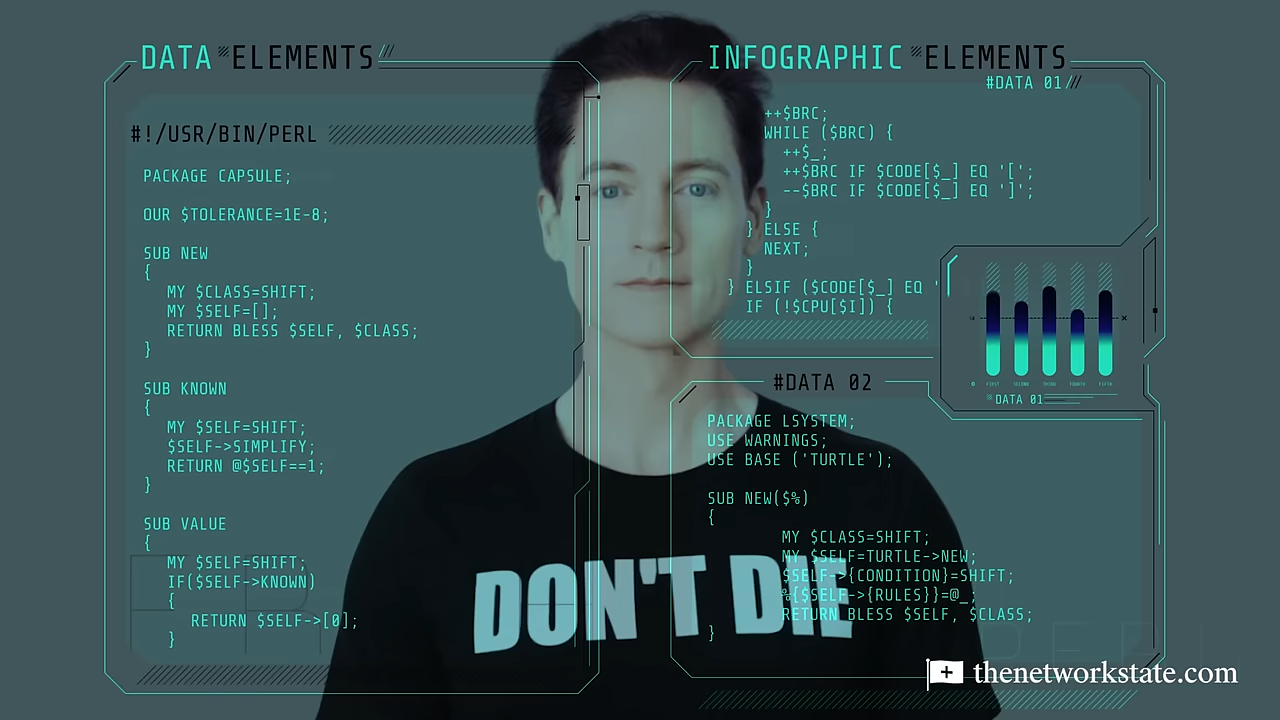 DATA ELEMENTS
#!/USR/BIN/PERL
PACKAGE CAPSULE;
OUR $TOLERANCE=1E-8;
SUB NEW
{
MY $CLASS=SHIFT;
MY $SELF=[];
RETURN BLESS $SELF, $CLASS;
}
SUB KNOWN
{
MY $SELF=SHIFT;
$SELF->SIMPLIFY;
RETURN @$SELF==1;
}
SUB VALUE
{
MY $SELF=SHIFT;
IF($SELF->KNOWN)
{
RETURN $SELF->[0];
}
INFOGRAPHIC ELEMENTS
#DATA 01
++$BRC;
WHILE ($BRC) {
++$_;
++$BRC IF $CODE[$_] EQ '[';
--$BRC IF $CODE[$_] EQ ']';
}
} ELSE {
NEXT;
}
} ELSIF ($CODE[$_] EQ '
IF (!$CPU[$I]) {
FIRST SECOND THIRD FOURTH FIFTH
DATA 01
#DATA 02
PACKAGE LSYSTEM;
USE WARNINGS;
USE BASE ('TURTLE');
SUB NEW($%)
{
MY $CLASS=SHIFT;
MY $SELF=TURTLE->NEW;
$SELF->{CONDITION}=SHIFT;
%{$SELF->{RULES}}=@_;
RETURN BLESS $SELF, $CLASS;
}
DON'T DIE
thenetworkstate.com